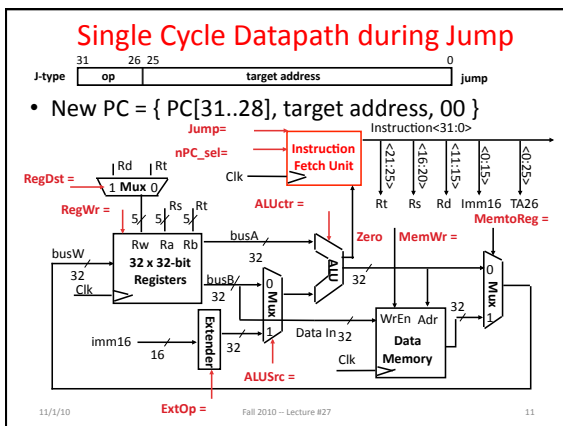 Single Cycle Datapath during Jump
31 26 25 0
J-type op target address jump
• New PC = { PC[31..28], target address, 00 }
Jump=
nPC_sel=
Instruction
Fetch Unit
Clk
Instruction<31:0>
<21:25>
<16:20>
<11:15>
<0:15>
<0:25>
Rt Rs Rd Imm16 TA26
RegDst =
Rd Rt
1 Mux 0
RegWr =
5 5 Rs 5 Rt
ALUctr =
Zero
MemWr =
MemtoReg =
busW
32
Clk
Rw Ra Rb
32 x 32-bit
Registers
busA
32
busB
32
0
Mux
1
ALU
32
imm16
16
Extender
32
Data In
32
Clk
WrEn Adr
Data
Memory
32
0
Mux
1
ALUSrc =
ExtOp =
11/1/10 Fall 2010 -- Lecture #27 11